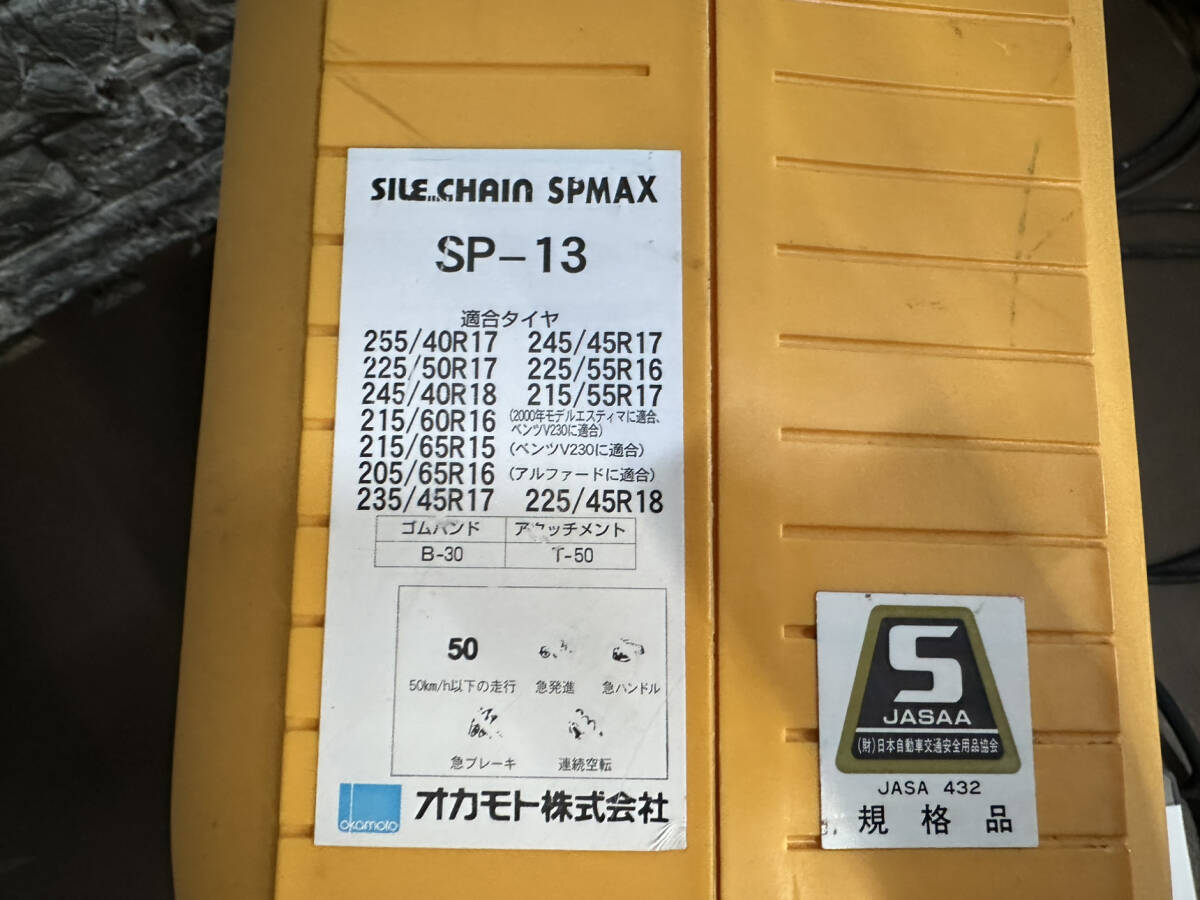 SILE CHAIN SPMAX
SP-13
適合タイヤ
255/40R17 245/45R17
225/50R17 225/55R16
245/40R18 215/55R17
215/60R16 (2000年モデルエスティマに適合、
ベンツV230に適合)
215/65R15 (ベンツV230に適合)
205/65R16 (アルファードに適合)
235/45R17 225/45R18
ゴムバンド アタッチメント
B-30 T-50
50
50km/h以下の走行 急発進 急ハンドル
急ブレーキ 連続空転
okamoto オカモト株式会社
S
JASAA
(財)日本自動車交通安全用品協会
JASA 432
規格品